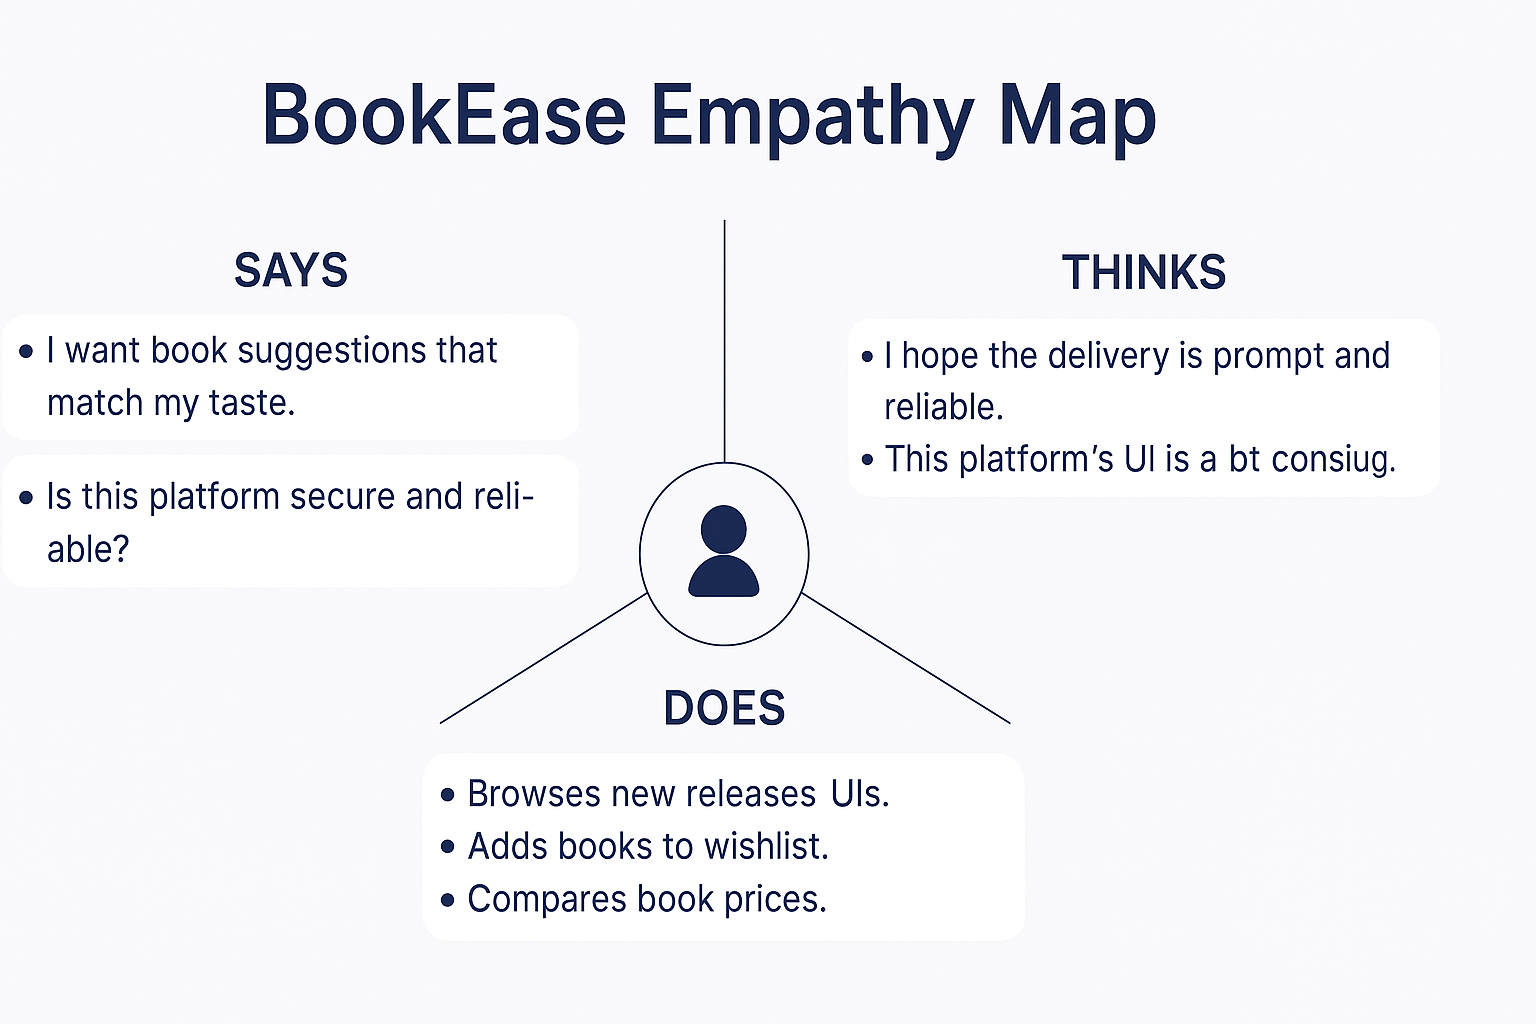 BookEase Empathy Map
SAYS
• I want book suggestions that
match my taste.
• Is this platform secure and reli-
able?
THINKS
• I hope the delivery is prompt and
reliable.
• This platform's UI is a bt consiug.
DOES
• Browses new releases UIs.
• Adds books to wishlist.
• Compares book prices.